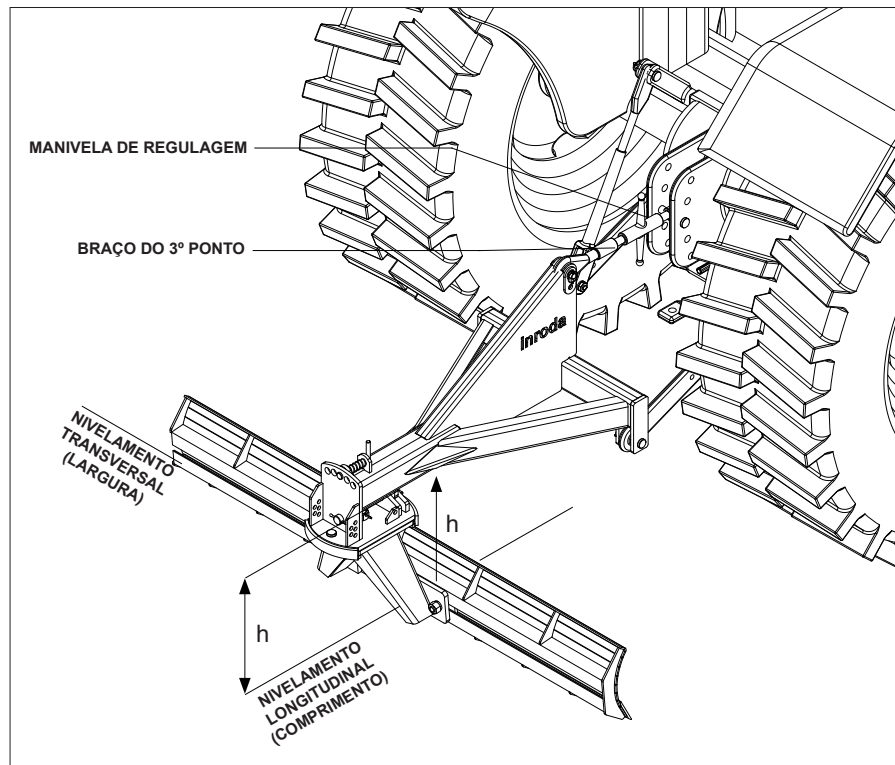 MANIVELA DE REGULAGEM
BRAÇO DO 3º PONTO
inroda
NIVELAMENTO
TRANSVERSAL
(LARGURA)
h
h
NIVELAMENTO
LONGITUDINAL
(COMPRIMENTO)